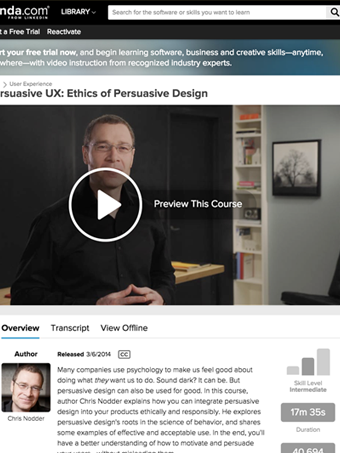 nda.com®
FROM LINKEDIN
LIBRARY
Search for the software or skills you want to learn
t a Free Trial Reactivate
rt your free trial now, and begin learning software, business and creative skills—anytime,
where—with video instruction from recognized industry experts.
User Experience
rsuasive UX: Ethics of Persuasive Design
Preview This Course
Overview Transcript View Offline
Author
Chris Nodder
Released 3/6/2014 CC
Many companies use psychology to make us feel good about
doing what they want us to do. Sound dark? It can be. But
persuasive design can also be used for good. In this course,
author Chris Nodder explains how you can integrate persuasive
design into your products ethically and responsibly. He explores
persuasive design's roots in the science of behavior, and shares
some examples of effective and acceptable use. In the end, you'll
have a better understanding of how to motivate and persuade
Skill Level
Intermediate
17m 35s
Duration
40,694